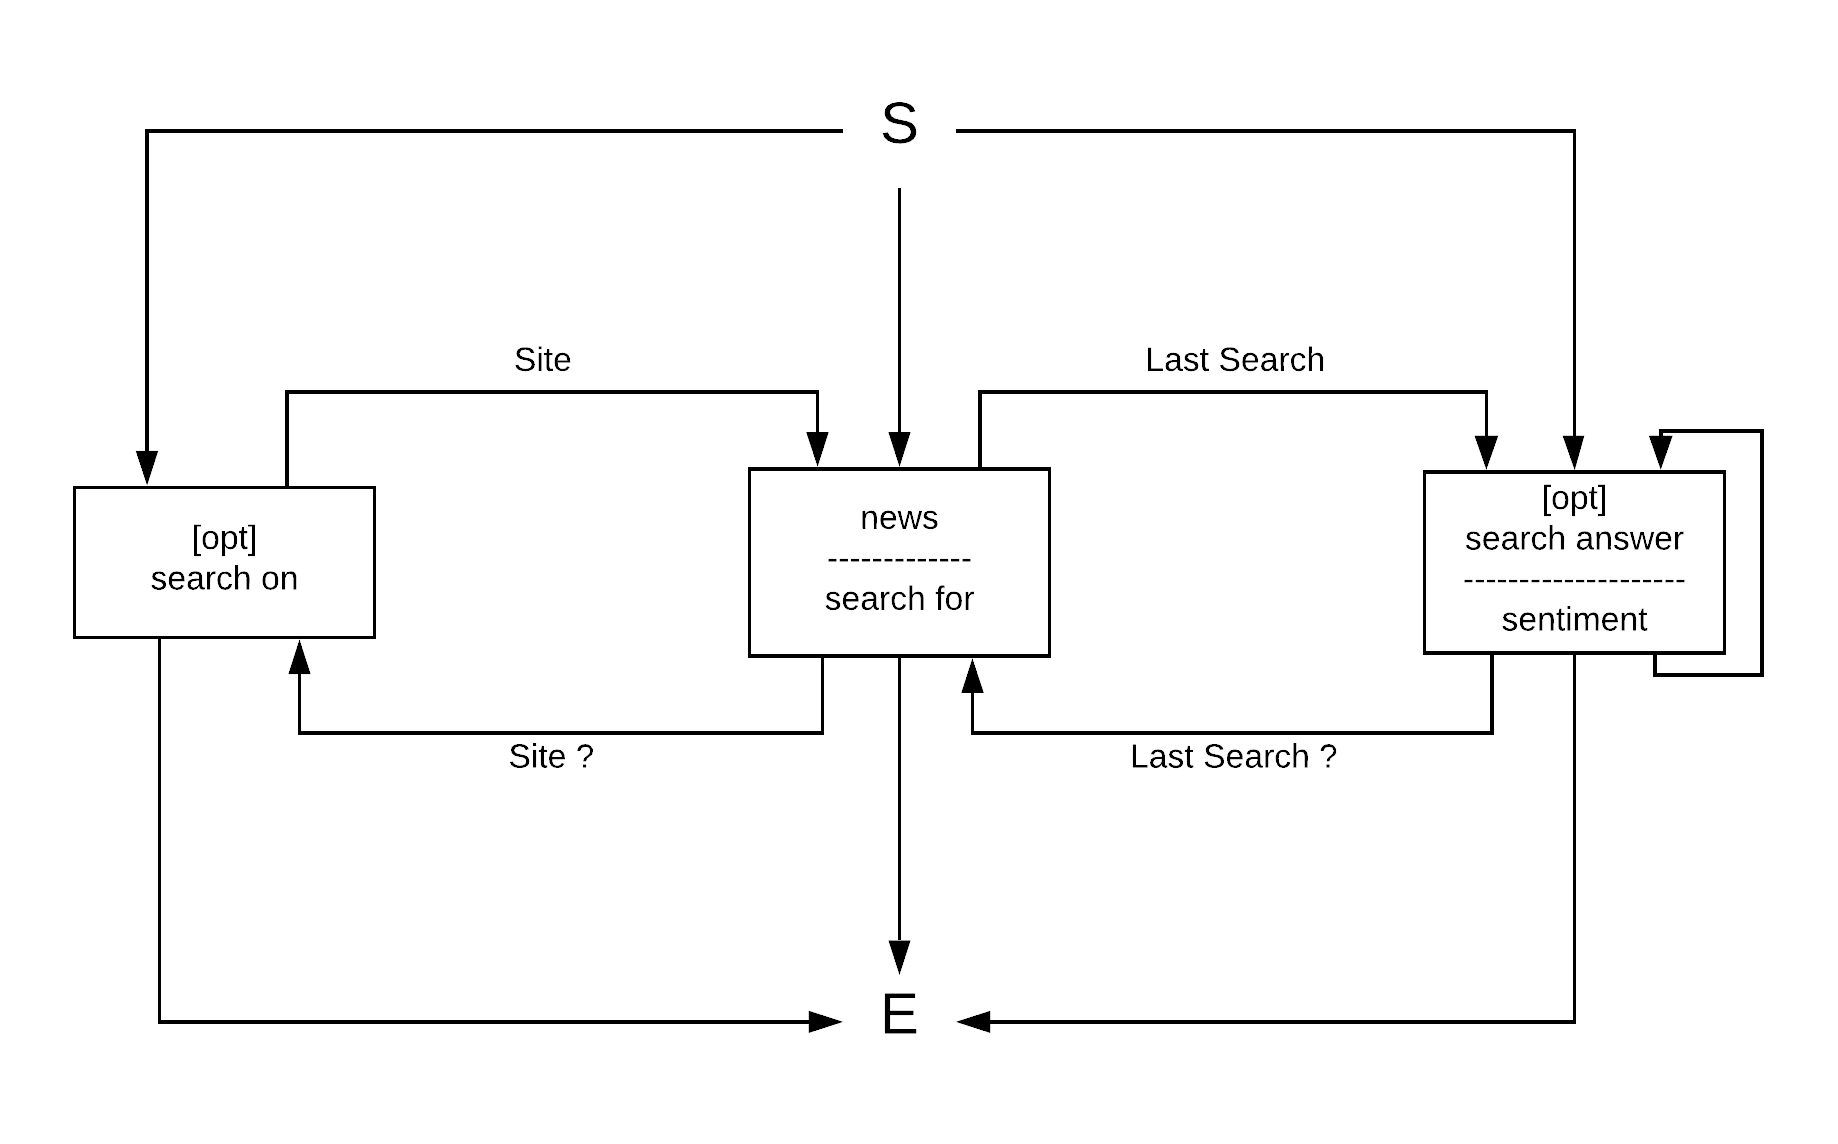 S
Site
Last Search
[opt]
search on
news
-------------
search for
[opt]
search answer
--------------------
sentiment
Site ?
Last Search ?
E